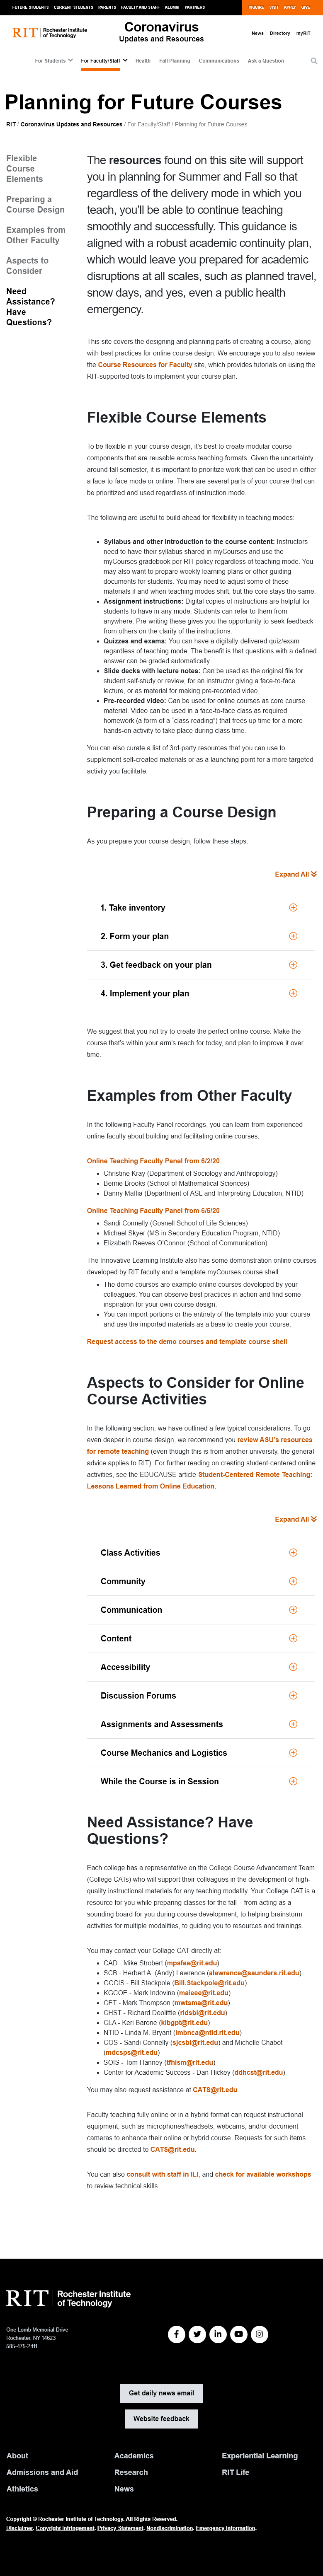 FUTURE STUDENTS CURRENT STUDENTS PARENTS FACULTY AND STAFF ALUMNI PARTNERS INQUIRE VISIT APPLY GIVE
RIT Rochester Institute of Technology
Coronavirus
Updates and Resources
News Directory myRIT
For Students For Faculty/Staff Health Fall Planning Communications Ask a Question
Planning for Future Courses
RIT / Coronavirus Updates and Resources / For Faculty/Staff / Planning for Future Courses
Flexible
Course
Elements
Preparing a
Course Design
Examples from
Other Faculty
Aspects to
Consider
Need
Assistance?
Have
Questions?
The resources found on this site will support
you in planning for Summer and Fall so that
regardless of the delivery mode in which you
teach, you'll be able to continue teaching
smoothly and successfully. This guidance is
aligned with a robust academic continuity plan,
which would leave you prepared for academic
disruptions at all scales, such as planned travel,
snow days, and yes, even a public health
emergency.
This site covers the designing and planning parts of creating a course, along
with best practices for online course design. We encourage you to also review
the Course Resources for Faculty site, which provides tutorials on using the
RIT-supported tools to implement your course plan.
Flexible Course Elements
To be flexible in your course design, it's best to create modular course
components that are reusable across teaching formats. Given the uncertainty
around fall semester, it is important to prioritize work that can be used in either
a face-to-face mode or online. There are several parts of your course that can
be prioritized and used regardless of instruction mode.
The following are useful to build ahead for flexibility in teaching modes:
• Syllabus and other introduction to the course content: Instructors
need to have their syllabus shared in myCourses and use the
myCourses gradebook per RIT policy regardless of teaching mode. You
may also want to prepare weekly learning plans or other guiding
documents for students. You may need to adjust some of these
materials if and when teaching modes shift, but the core stays the same.
• Assignment instructions: Digital copies of instructions are helpful for
students to have in any mode. Students can refer to them from
anywhere. Pre-writing these gives you the opportunity to seek feedback
from others on the clarity of the instructions.
• Quizzes and exams: You can have a digitally-delivered quiz/exam
regardless of teaching mode. The benefit is that questions with a defined
answer can be graded automatically.
• Slide decks with lecture notes: Can be used as the original file for
student self-study or review, for an instructor giving a face-to-face
lecture, or as material for making pre-recorded video.
• Pre-recorded video: Can be used for online courses as core course
material. Video can be used in a face-to-face class as required
homework (a form of a "class flipping") that frees up some time for a
hands-on activity to take place during class time.
You can also curate a list of 3rd-party resources that you can use to
supplement self-created materials or as a launching point for a more targeted
activity you facilitate.
Preparing a Course Design
As you prepare your course design, follow these steps:
Expand All
1. Take inventory
2. Form your plan
3. Get feedback on your plan
4. Implement your plan
We suggest that you not try to create the perfect online course. Make the
course that's within your arm's reach for today, and plan to improve it over
time.
Examples from Other Faculty
In the following Faculty Panel recordings, you can learn from experienced
online faculty about building and facilitating online courses.
Online Teaching Faculty Panel from 6/2/20
• Christine Kray (Department of Sociology and Anthropology)
• Bernie Brooks (School of Mathematical Sciences)
• Danny Maffia (Department of ASL and Interpreting Education, NTID)
Online Teaching Faculty Panel from 6/5/20
• Sandi Connelly (Gosnell School of Life Sciences)
• Michael Skyer (MS in Secondary Education Program, NTID)
• Elizabeth Reeves O'Connor (School of Communication)
The Innovative Learning Institute also has some demonstration online courses
developed by RIT faculty and a template myCourses course shell.
• The demo courses are example online courses developed by your
colleagues. You can observe best practices in action and find some
inspiration for your own course design.
• You can import portions or the entirety of the template into your course
and use the imported materials as a base to create your course.
Request access to the demo courses and template course shell
Aspects to Consider for Online
Course Activities
In the following section, we have outlined a few typical considerations. To go
even deeper in course design, we recommend you review ASU's resources
for remote teaching (even though this is from another university, the general
advice applies to RIT). For further reading on creating student-centered online
activities, see the EDUCAUSE article Student-Centered Remote Teaching:
Lessons Learned from Online Education.
Expand All
Class Activities
Community
Communication
Content
Accessibility
Discussion Forums
Assignments and Assessments
Course Mechanics and Logistics
While the Course is in Session
Need Assistance? Have
Questions?
Each college has a representative on the College Course Advancement Team
(College CATs) who will support their colleagues in the development of high-
quality instructional materials for any teaching modality. Your College CAT is a
resource for you while preparing classes for the fall – from acting as a
sounding board for you during course development, to helping brainstorm
activities within multiple modalities, to guiding you to resources and trainings.
You may contact your Collage CAT directly at:
• CAD - Mike Strobert (mpsfaa@rit.edu)
• SCB - Herbert A. (Andy) Lawrence (alawrence@saunders.rit.edu)
• GCCIS - Bill Stackpole (Bill.Stackpole@rit.edu)
• KGCOE - Mark Indovina (maieee@rit.edu)
• CET - Mark Thompson (mwtsma@rit.edu)
• CHST - Richard Doolittle (rldsbi@rit.edu)
• CLA - Ken Barone (klbgpt@rit.edu)
• NTID - Linda M. Bryant (lmbnca@ntid.rit.edu)
• COS - Sandi Connelly (sjcsbi@rit.edu) and Michelle Chabot
(mdcsps@rit.edu)
• SOIS - Tom Hanney (tfhism@rit.edu)
• Center for Academic Success - Dan Hickey (ddhcst@rit.edu)
You may also request assistance at CATS@rit.edu.
Faculty teaching fully online or in a hybrid format can request instructional
equipment, such as headsets/microphones, webcams, and/or document
cameras to enhance their online or hybrid course. Requests for such items
should be directed to CATS@rit.edu.
You can also consult with staff in ILI, and check for available workshops
to review technical skills.
RIT Rochester Institute
of Technology
One Lomb Memorial Drive
Rochester, NY 14623
585-475-2411
Get daily news email
Website feedback
About Academics Experiential Learning
Admissions and Aid Research RIT Life
Athletics News
Copyright © Rochester Institute of Technology. All Rights Reserved.
Disclaimer. Copyright Infringement. Privacy Statement. Nondiscrimination. Emergency Information.